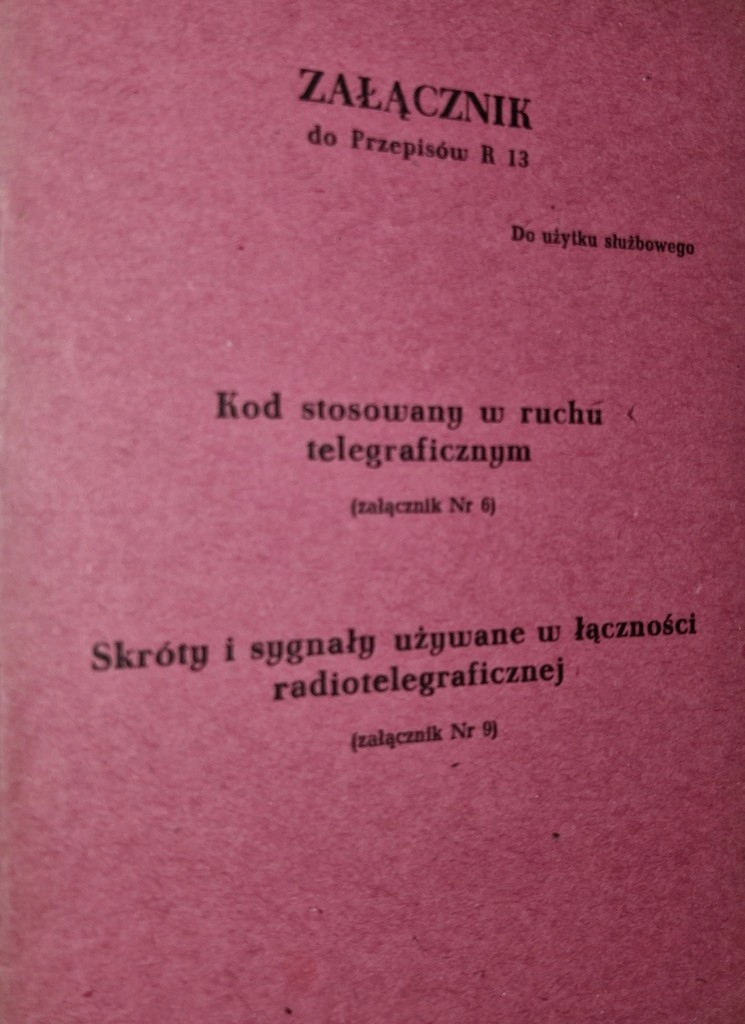 ZAŁĄCZNIK
do Przepisów R 13
Do użytku służbowego
Kod stosowany w ruchu
telegraficznym
(załącznik Nr 6)
Skróty i sygnały używane w łączności
radiotelegraficznej
(załącznik Nr 9)